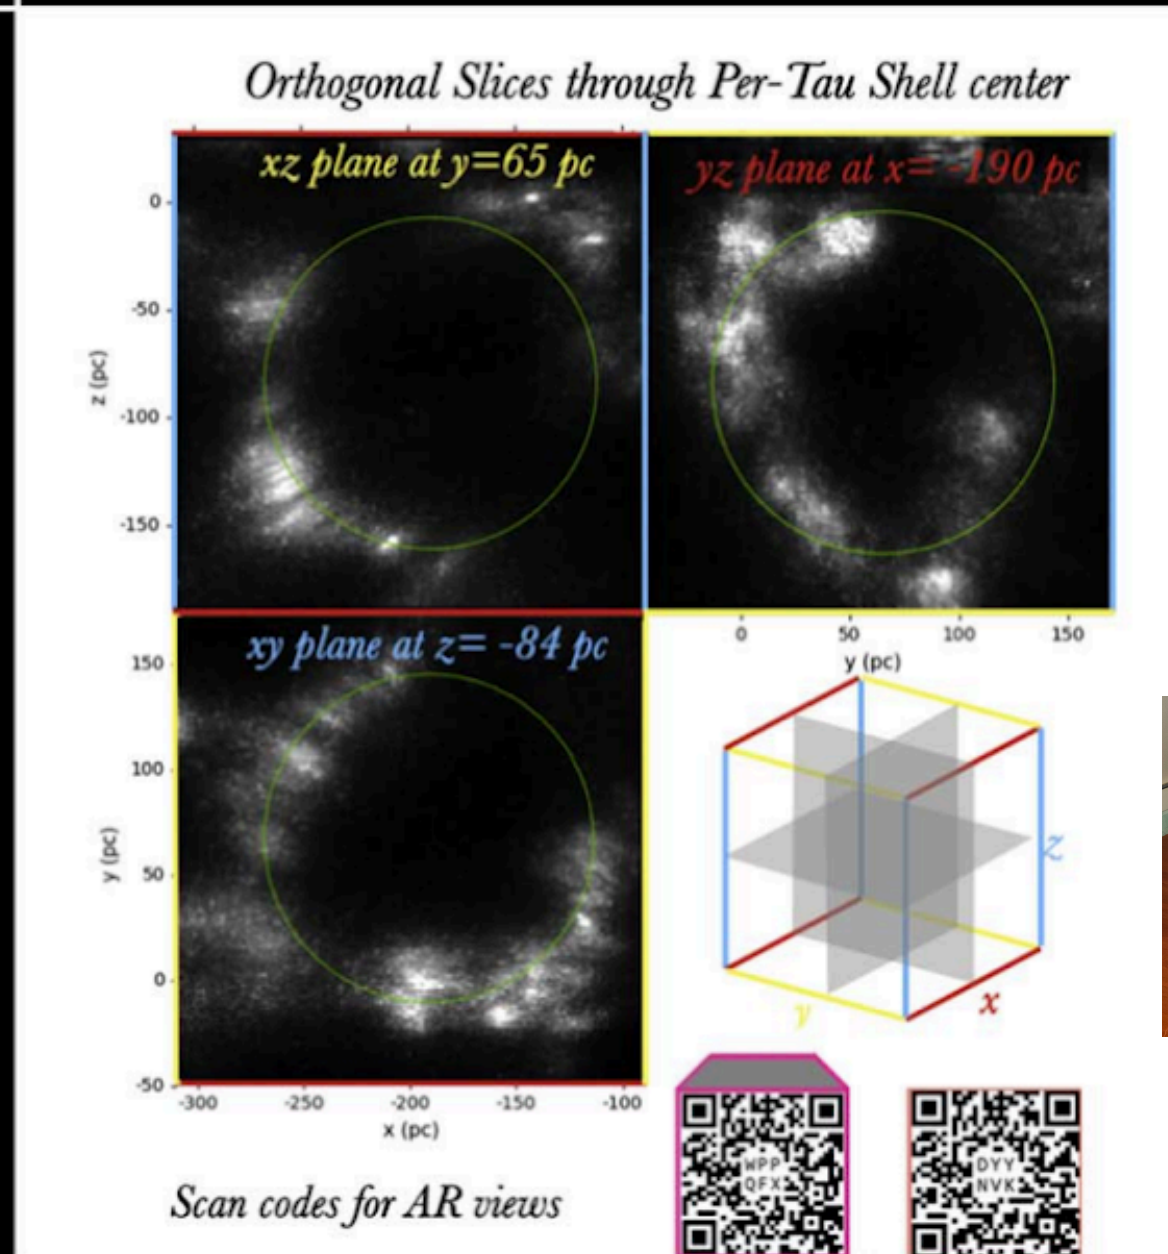 Orthogonal Slices through Per-Tau Shell center
xz plane at y=65 pc
yz plane at x= -190 pc
0
-50
-100
-150
z (pc)
xy plane at z= -84 pc
0
50
100
150
y (pc)
150
100
50
0
-50
y (pc)
-300
-250
-200
-150
-100
x (pc)
z
y
x
Scan codes for AR views
WPP
QFX
DYY
NVK